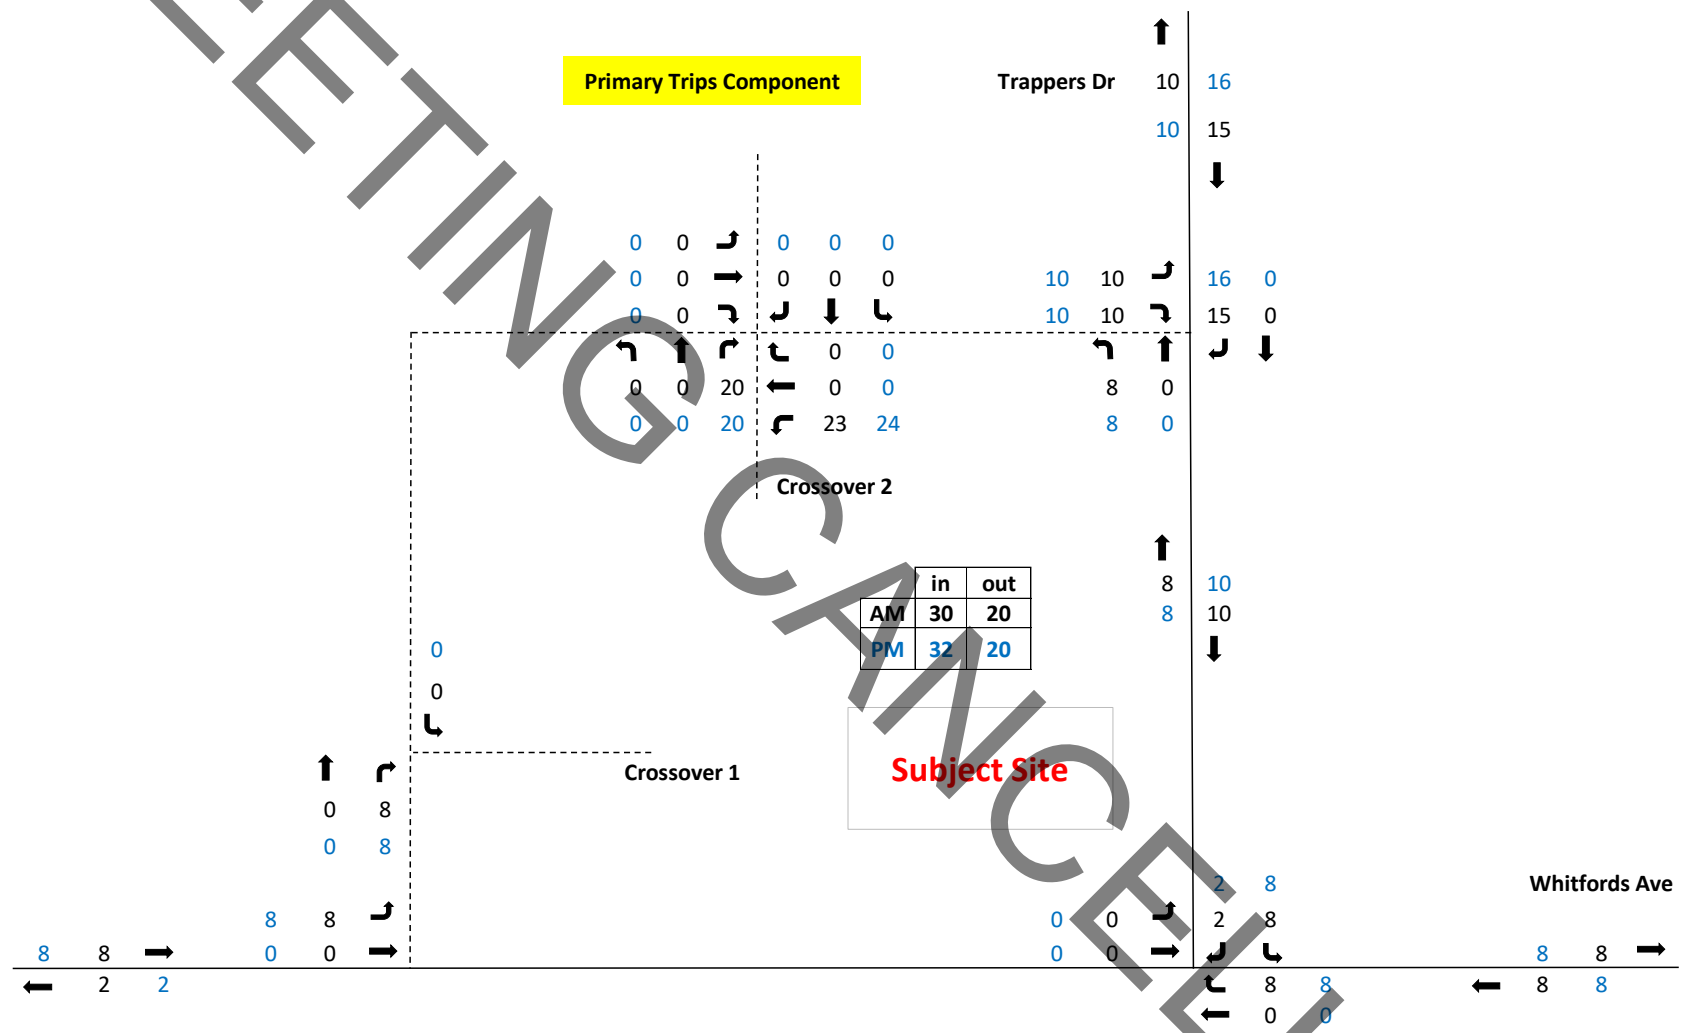 Primary Trips Component
Trappers Dr 10 16
10 15
0 0 0 0 0
0 0 0 0 0 10 10 16 0
0 0 10 10 15 0
0 0
0 0 20 0 0 8 0
0 0 20 23 24 8 0
Crossover 2
in out
AM 30 20
PM 32 20
8 10
8 10
0
0
Crossover 1
Subject Site
0 8
0 8
2 8
Whitfords Ave
8 8 0 0 2 8
8 8 0 0 0 0 8 8
2 2 8 8 8 8
0 0
MEETING CANCELLED